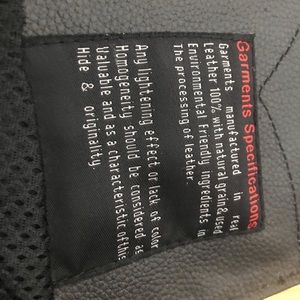 Garments Specifications
Garments manufactured in real
Leather 100% with natural grain & used
Environmental Friendly ingredients in
The processing of leather.
Any lightening effect or lack of color
Homogeneity should be considered as
Valuable and as a characteristic of this
Hide & originality.